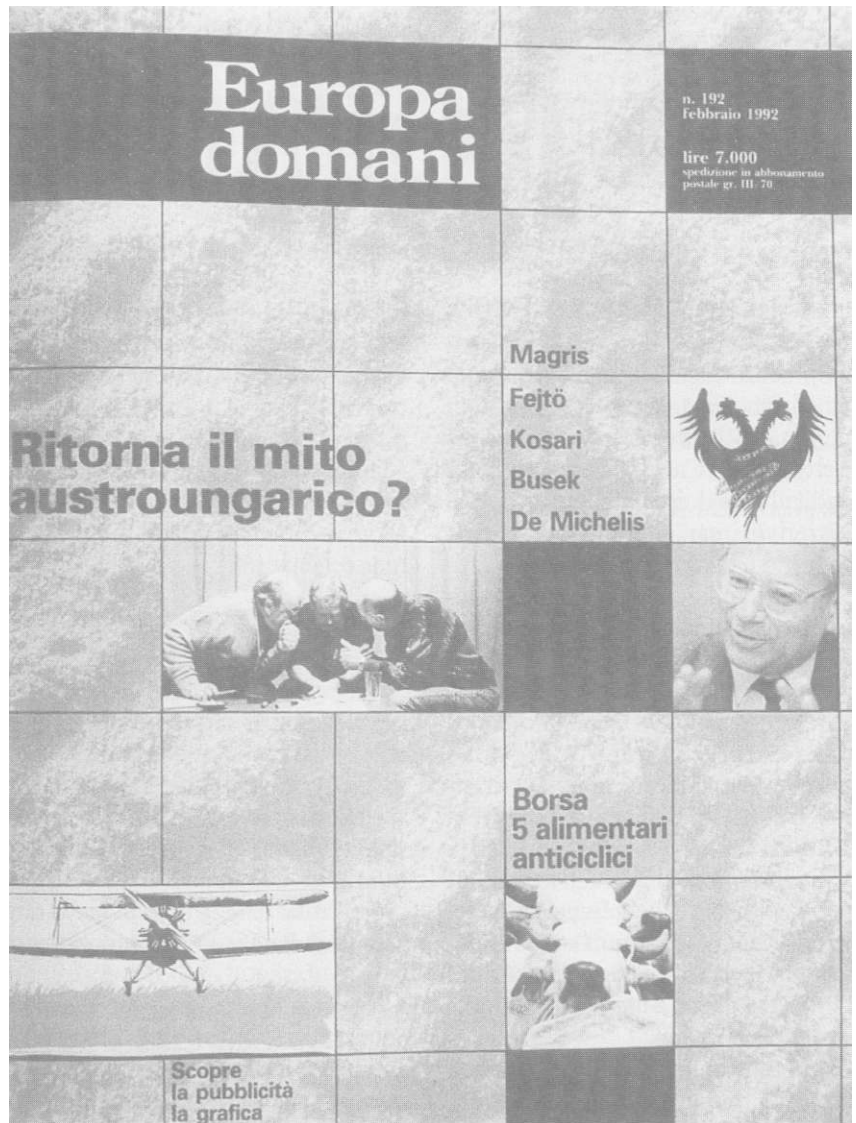 Europa
domani
n. 192
febbraio 1992
lire 7.000
spedizione in abbonamento
postale gr. III/70
Magris
Fejtö
Kosari
Busek
De Michelis
Ritorna il mito
austroungarico?
Borsa
5 alimentari
anticiclici
Scopre
la pubblicità
la grafica